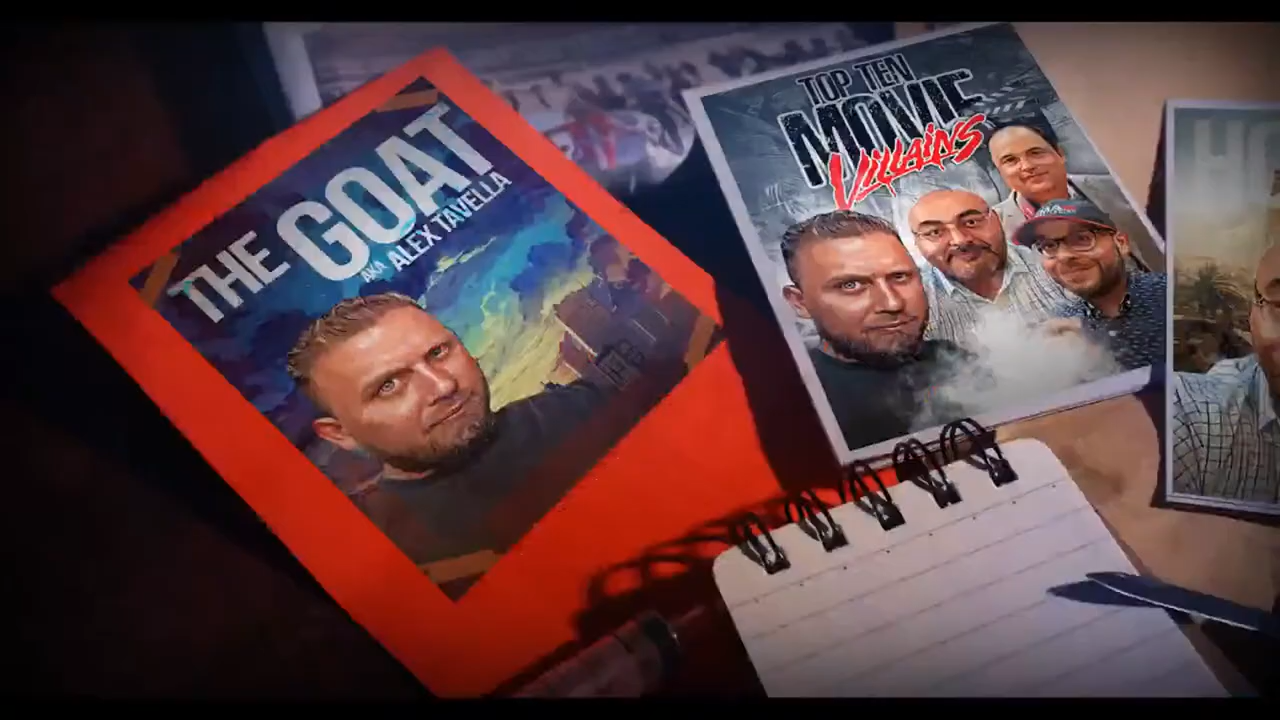 THE GOAT
AKA ALEX TAVELLA
TOP TEN
MOVIE
VILLAINS